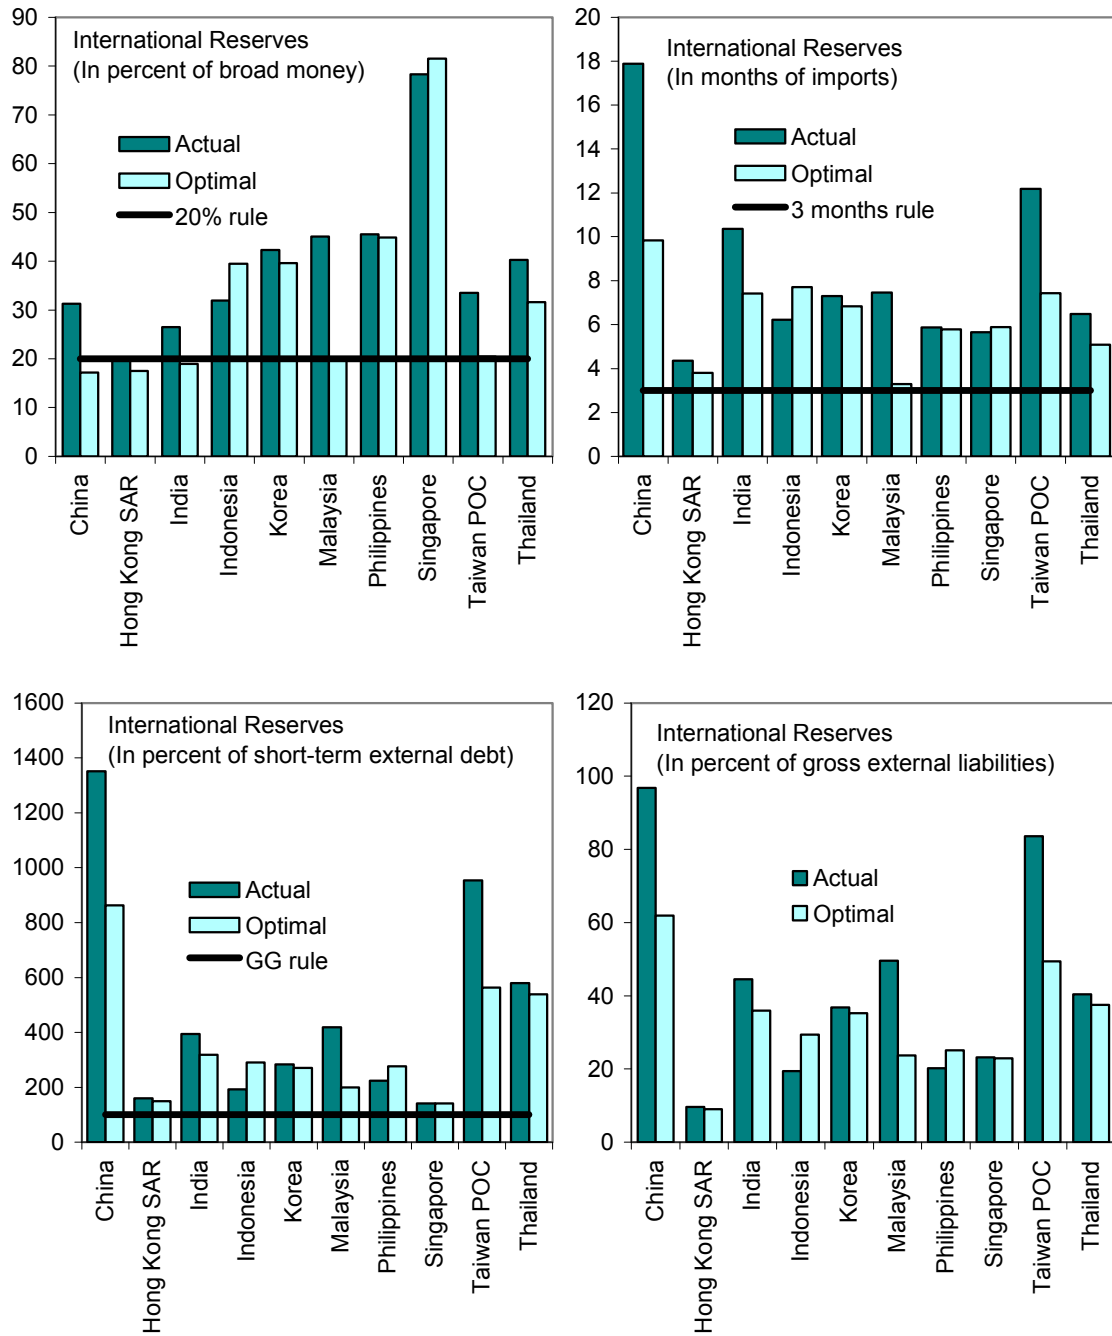 International Reserves
(In percent of broad money)
Actual
Optimal
20% rule
90
80
70
60
50
40
30
20
10
0
China
Hong Kong SAR
India
Indonesia
Korea
Malaysia
Philippines
Singapore
Taiwan POC
Thailand
International Reserves
(In months of imports)
Actual
Optimal
3 months rule
20
18
16
14
12
10
8
6
4
2
0
China
Hong Kong SAR
India
Indonesia
Korea
Malaysia
Philippines
Singapore
Taiwan POC
Thailand
International Reserves
(In percent of short-term external debt)
Actual
Optimal
GG rule
1600
1400
1200
1000
800
600
400
200
0
China
Hong Kong SAR
India
Indonesia
Korea
Malaysia
Philippines
Singapore
Taiwan POC
Thailand
International Reserves
(In percent of gross external liabilities)
Actual
Optimal
120
100
80
60
40
20
0
China
Hong Kong SAR
India
Indonesia
Korea
Malaysia
Philippines
Singapore
Taiwan POC
Thailand